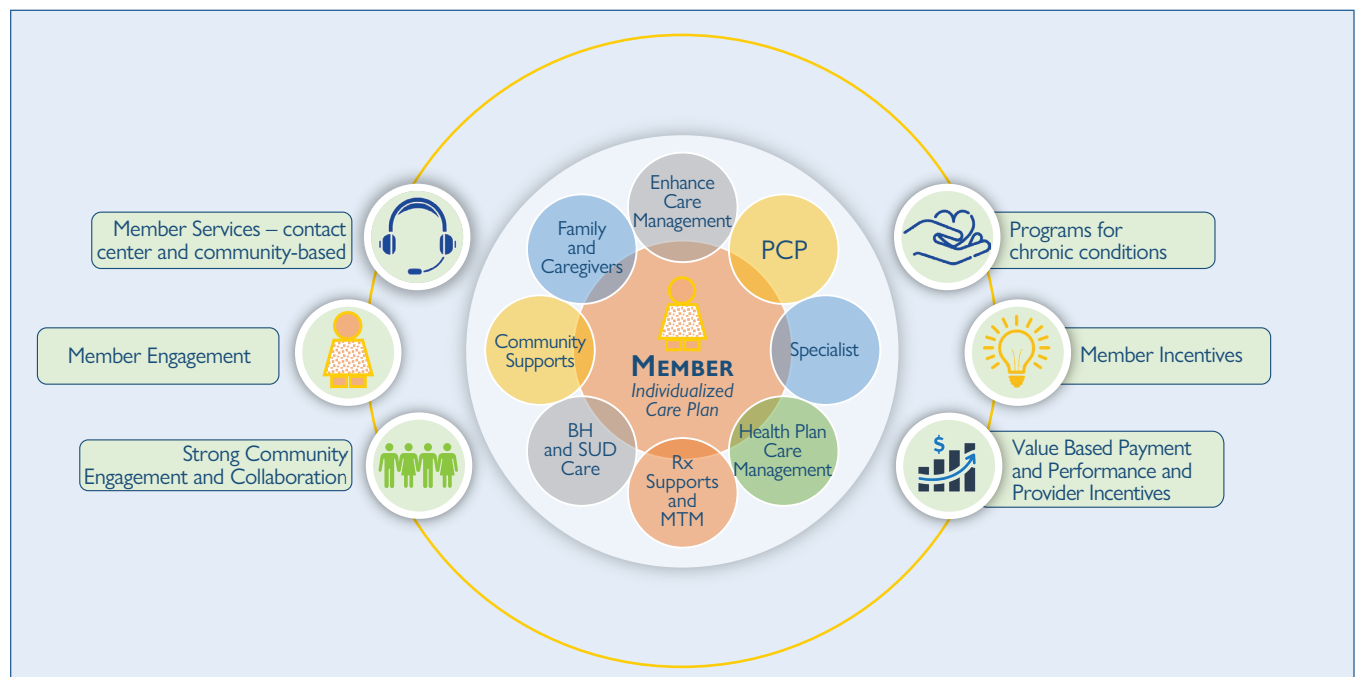 Member Services – contact
center and community-based
Member Engagement
Strong Community
Engagement and Collaboration
Enhance
Care
Management
PCP
Specialist
Health Plan
Care
Management
Rx
Supports
and
MTM
BH
and SUD
Care
Community
Supports
Family
and
Caregivers
MEMBER
Individualized
Care Plan
Programs for
chronic conditions
Member Incentives
$
Value Based Payment
and Performance and
Provider Incentives